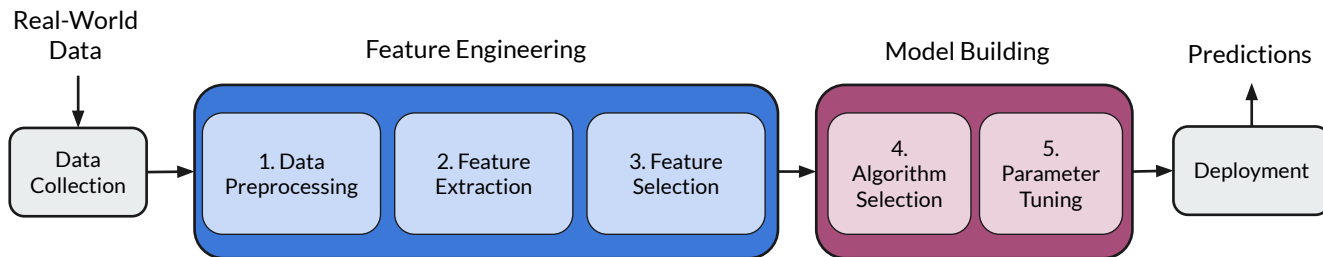 Real-World
Data
Feature Engineering
Model Building
Predictions
Data
Collection
1. Data
Preprocessing
2. Feature
Extraction
3. Feature
Selection
4.
Algorithm
Selection
5.
Parameter
Tuning
Deployment